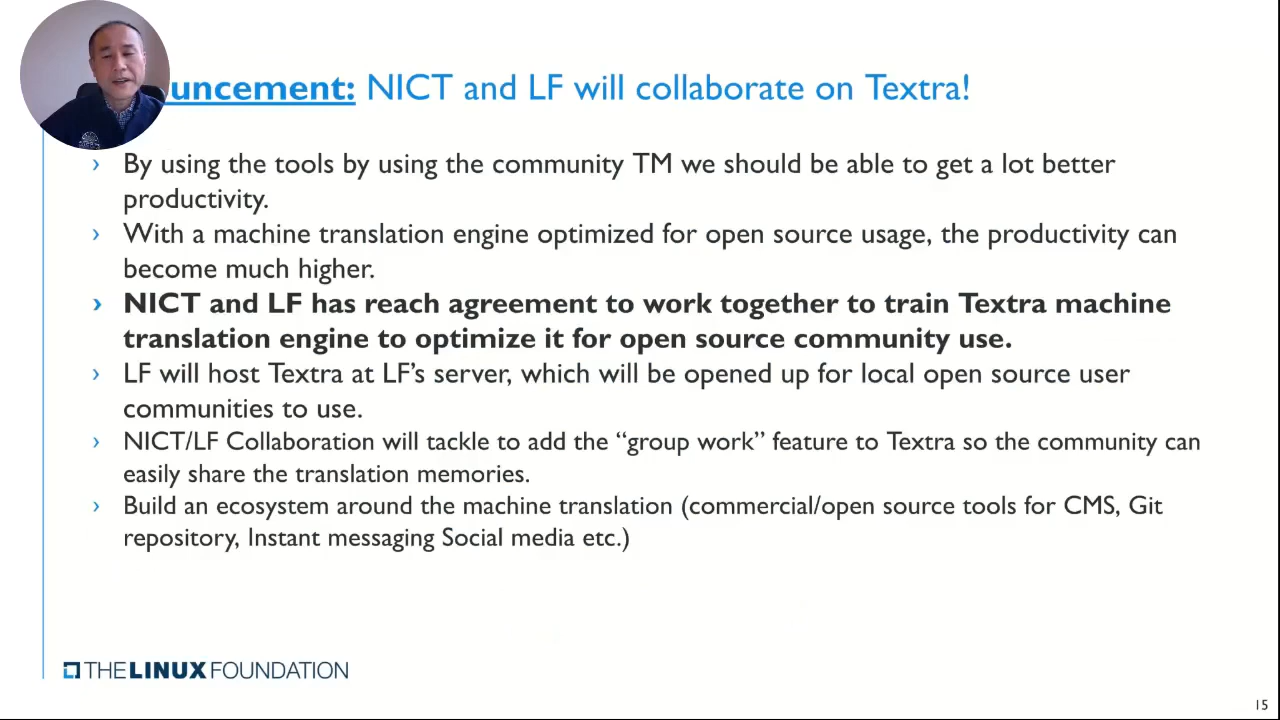 uncement: NICT and LF will collaborate on Textra!
› By using the tools by using the community TM we should be able to get a lot better
productivity.
› With a machine translation engine optimized for open source usage, the productivity can
become much higher.
› NICT and LF has reach agreement to work together to train Textra machine
translation engine to optimize it for open source community use.
› LF will host Textra at LF’s server, which will be opened up for local open source user
communities to use.
› NICT/LF Collaboration will tackle to add the “group work” feature to Textra so the community can
easily share the translation memories.
› Build an ecosystem around the machine translation (commercial/open source tools for CMS, Git
repository, Instant messaging Social media etc.)
THE LINUX FOUNDATION
15